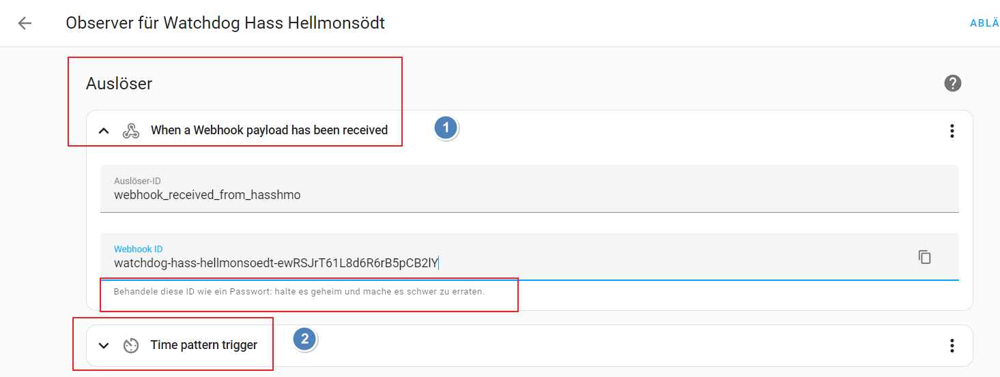 Observer für Watchdog Hass Hellmonsödt
ABLÄ
Auslöser
When a Webhook payload has been received
1
Auslöser-ID
webhook_received_from_hasshmo
Webhook ID
watchdog-hass-hellmonsoedt-ewRSJrT61L8d6R6rB5pCB2lY
Behandele diese ID wie ein Passwort: halte es geheim und mache es schwer zu erraten.
Time pattern trigger
2